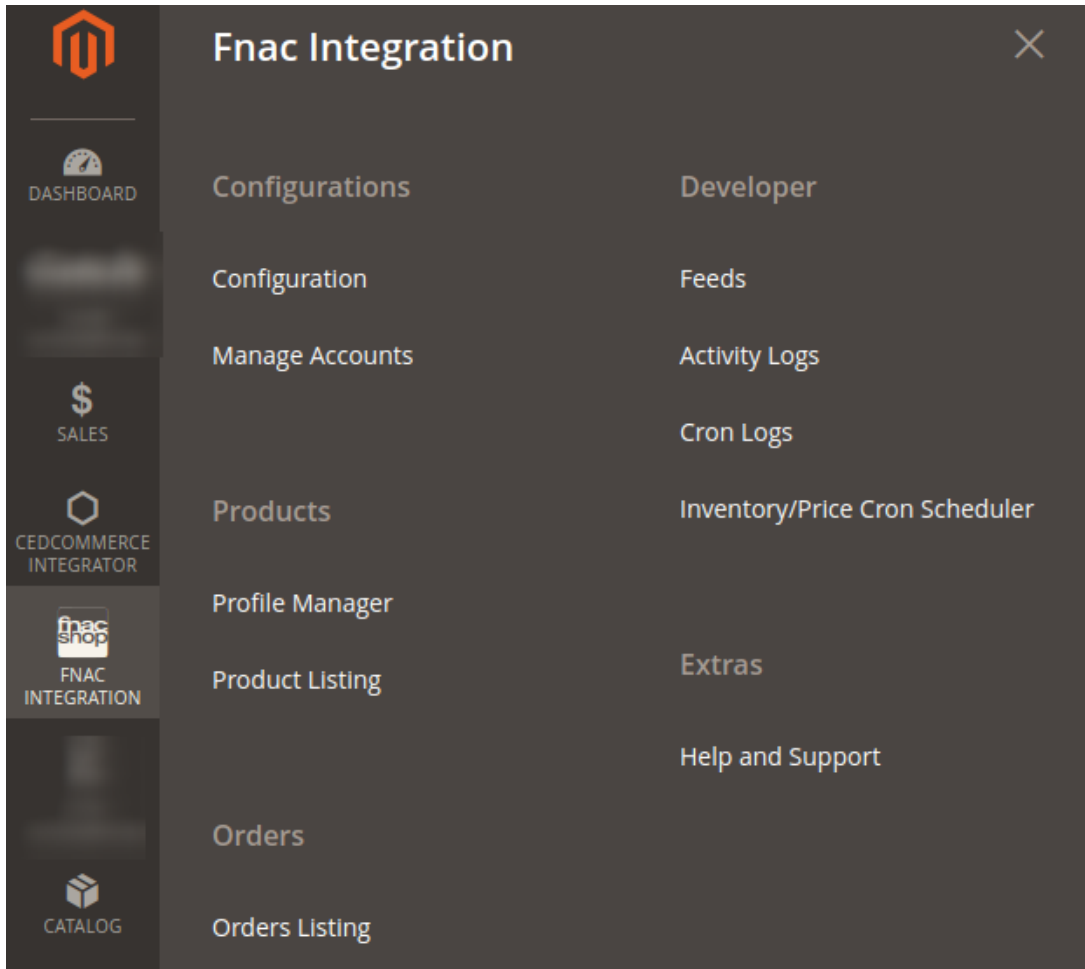 DASHBOARD
$
SALES
CEDCOMMERCE
INTEGRATOR
fnac
shop
FNAC
INTEGRATION
CATALOG
Fnac Integration
Configurations
Configuration
Manage Accounts
Products
Profile Manager
Product Listing
Orders
Orders Listing
Developer
Feeds
Activity Logs
Cron Logs
Inventory/Price Cron Scheduler
Extras
Help and Support